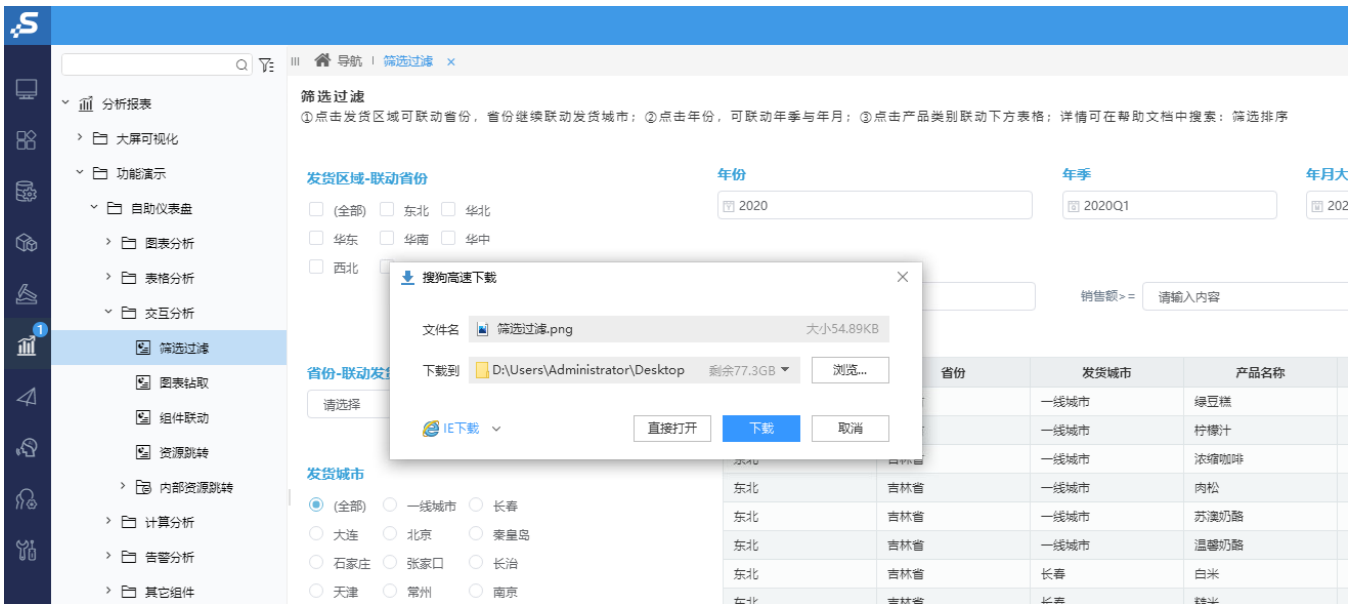 导航
筛选过滤
1
分析报表
大屏可视化
功能演示
自助仪表盘
图表分析
表格分析
交互分析
筛选过滤
图表钻取
组件联动
资源跳转
内部资源跳转
计算分析
告警分析
其它组件
筛选过滤
①点击发货区域可联动省份，省份继续联动发货城市；②点击年份，可联动年季与年月；③点击产品类别联动下方表格；详情可在帮助文档中搜索：筛选排序
发货区域-联动省份
(全部) 东北 华北
华东 华南 华中
西北
年份
2020
年季
2020Q1
年月大
202
销售额>= 请输入内容
搜狗高速下载
文件名 筛选过滤.png 大小54.89KB
下载到 D:\Users\Administrator\Desktop 剩余77.3GB 浏览...
IE下载 直接打开 下载 取消
省份-联动发
请选择
发货城市
(全部) 一线城市 长春
大连 北京 秦皇岛
石家庄 张家口 长治
天津 常州 南京
省份 发货城市 产品名称
一线城市 绿豆糕
一线城市 柠檬汁
东北 吉林省 一线城市 浓缩咖啡
东北 吉林省 一线城市 肉松
东北 吉林省 一线城市 苏澳奶酪
东北 吉林省 一线城市 温馨奶酪
东北 吉林省 长春 白米
东北 吉林省 长春